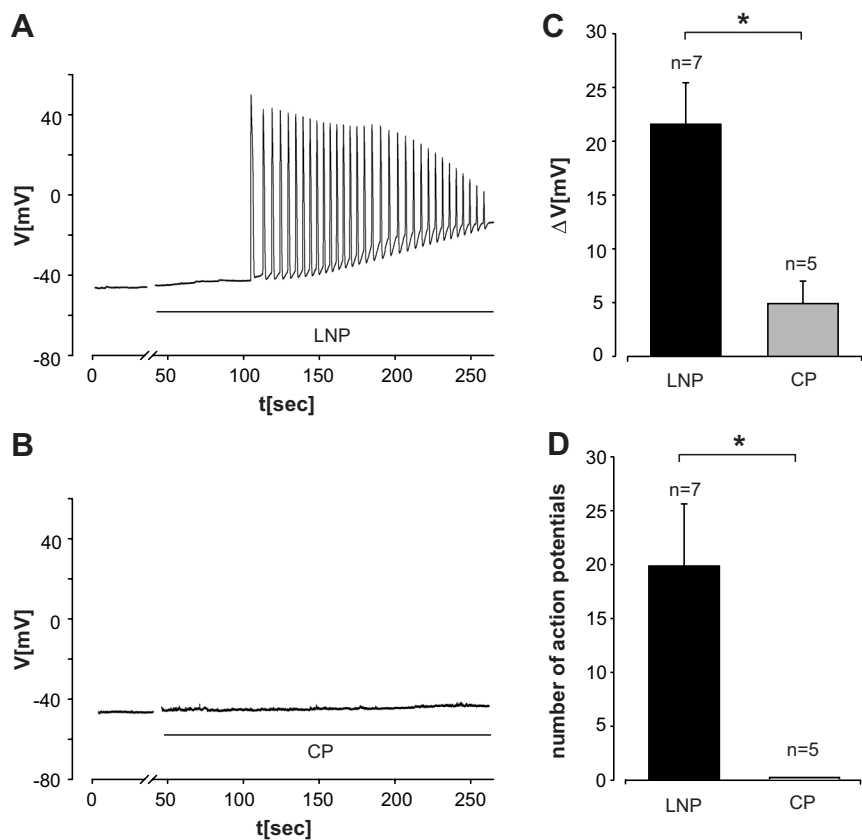 A
V[mV]
40
0
-40
-80
LNP
0
50
100
150
200
250
t[sec]
B
V[mV]
40
0
-40
-80
CP
0
50
100
150
200
250
t[sec]
C
ΔV[mV]
30
25
20
15
10
5
0
*
n=7
n=5
LNP
CP
D
number of action potentials
30
25
20
15
10
5
0
*
n=7
n=5
LNP
CP